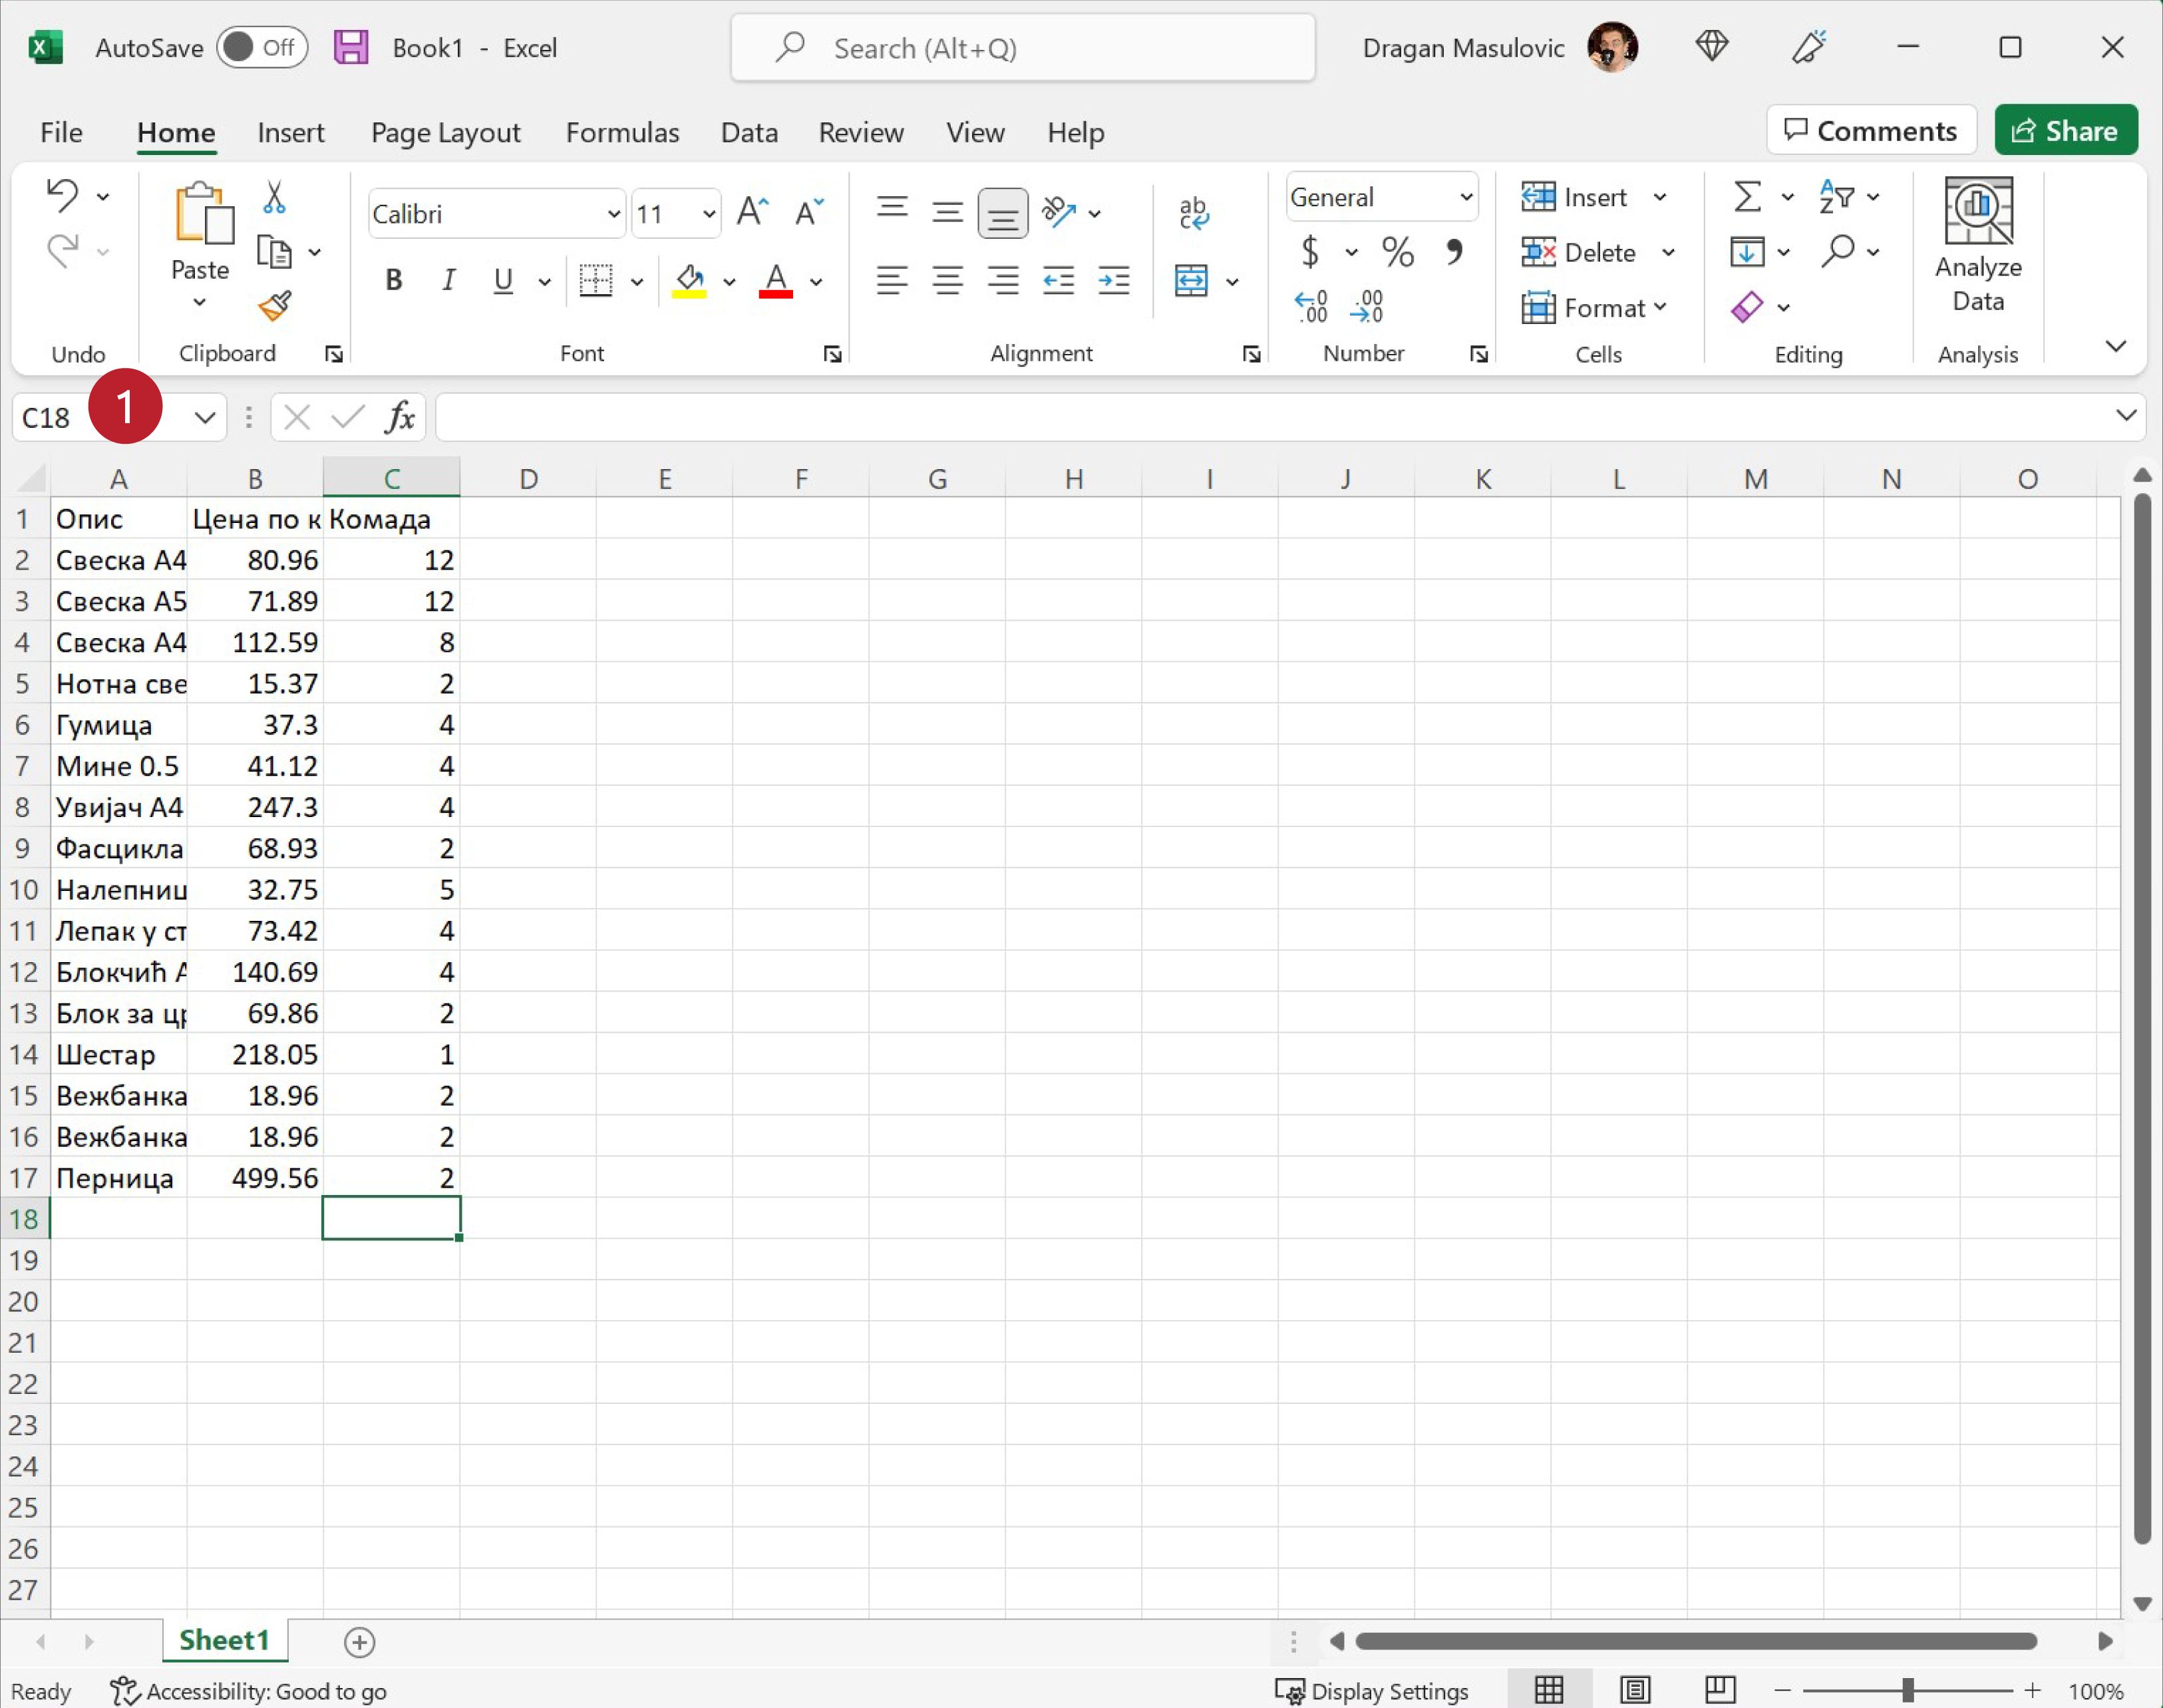 AutoSave Off Book1 - Excel Search (Alt+Q) Dragan Masulovic
File Home Insert Page Layout Formulas Data Review View Help Comments Share
Calibri 11 General Insert
Paste Delete Analyze Data
B I U A $ % , Format
Undo Clipboard Font Alignment Number Cells Editing Analysis
C18 1 fx
A B C D E F G H I J K L M N O
1 Опис Цена по к Комада
2 Свеска А4 80.96 12
3 Свеска А5 71.89 12
4 Свеска А4 112.59 8
5 Нотна све 15.37 2
6 Гумица 37.3 4
7 Мине 0.5 41.12 4
8 Увијач А4 247.3 4
9 Фасцикла 68.93 2
10 Налепниц 32.75 5
11 Лепак у ст 73.42 4
12 Блокчић А 140.69 4
13 Блок за цр 69.86 2
14 Шестар 218.05 1
15 Вежбанка 18.96 2
16 Вежбанка 18.96 2
17 Перница 499.56 2
18
19
20
21
22
23
24
25
26
27
Sheet1
Ready Accessibility: Good to go Display Settings 100%